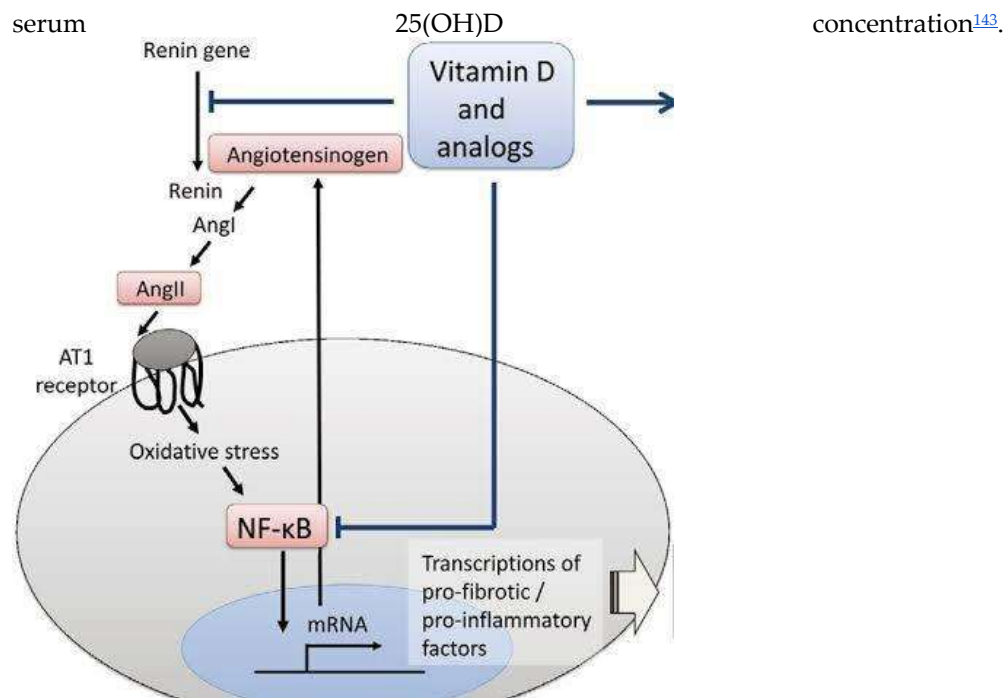 serum 25(OH)D concentration143.
Renin gene
Vitamin D
and
analogs
Angiotensinogen
Renin
AngI
AngII
AT1
receptor
Oxidative stress
NF-κB
mRNA
Transcriptions of
pro-fibrotic /
pro-inflammatory
factors